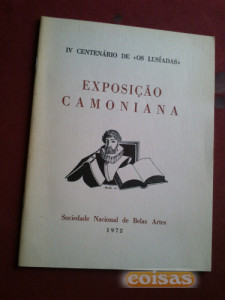 IV CENTENÁRIO DE «OS LUSÍADAS»
EXPOSIÇÃO
CAMONIANA
Sociedade Nacional de Belas Artes
1972
coisas